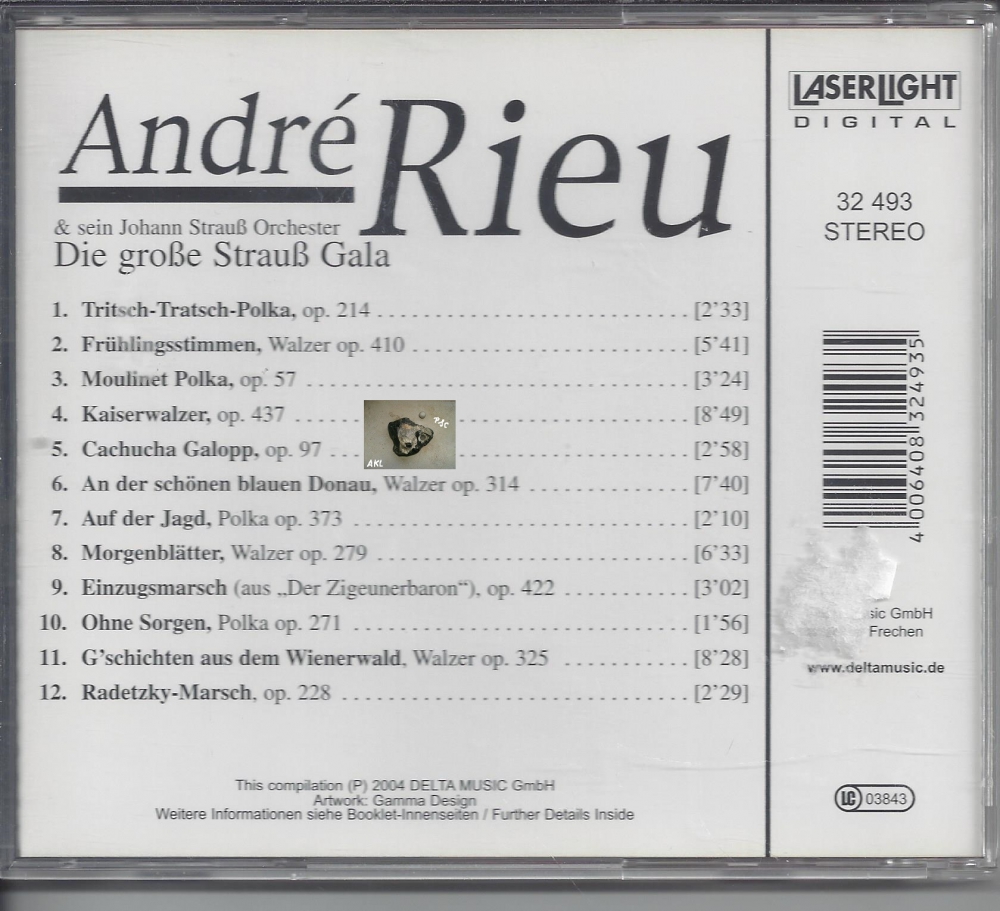 André Rieu
& sein Johann Strauß Orchester
Die große Strauß Gala
1. Tritsch-Tratsch-Polka, op. 214 [2'33]
2. Frühlingsstimmen, Walzer op. 410 [5'41]
3. Moulinet Polka, op. 57 [3'24]
4. Kaiserwalzer, op. 437 [8'49]
5. Cachucha Galopp, op. 97 [2'58]
6. An der schönen blauen Donau, Walzer op. 314 [7'40]
7. Auf der Jagd, Polka op. 373 [2'10]
8. Morgenblätter, Walzer op. 279 [6'33]
9. Einzugsmarsch (aus „Der Zigeunerbaron“), op. 422 [3'02]
10. Ohne Sorgen, Polka op. 271 [1'56]
11. G'schichten aus dem Wienerwald, Walzer op. 325 [8'28]
12. Radetzky-Marsch, op. 228 [2'29]
AKL
This compilation (P) 2004 DELTA MUSIC GmbH
Artwork: Gamma Design
Weitere Informationen siehe Booklet-Innenseiten / Further Details Inside
LASERLIGHT
DIGITAL
32 493
STEREO
4 006408 324935
GmbH
Frechen
www.deltamusic.de
LC 03843